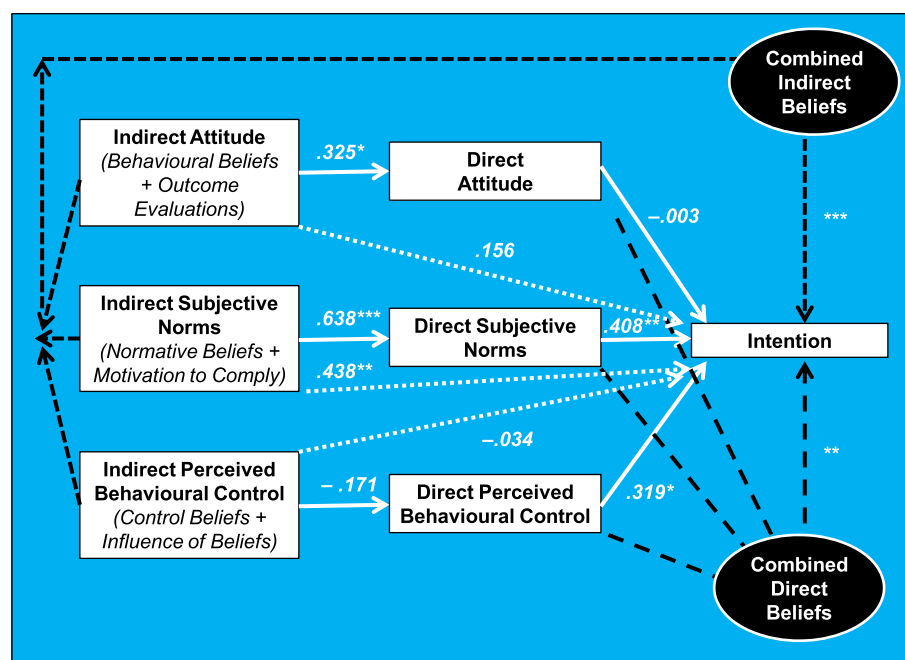 Combined
Indirect
Beliefs
Indirect Attitude
(Behavioural Beliefs
+ Outcome
Evaluations)
.325*
Direct
Attitude
–.003
***
.156
Indirect Subjective
Norms
(Normative Beliefs +
Motivation to Comply)
.638***
Direct Subjective
Norms
.408**
Intention
.438**
–.034
**
Indirect Perceived
Behavioural Control
(Control Beliefs +
Influence of Beliefs)
– .171
Direct Perceived
Behavioural Control
.319*
Combined
Direct
Beliefs